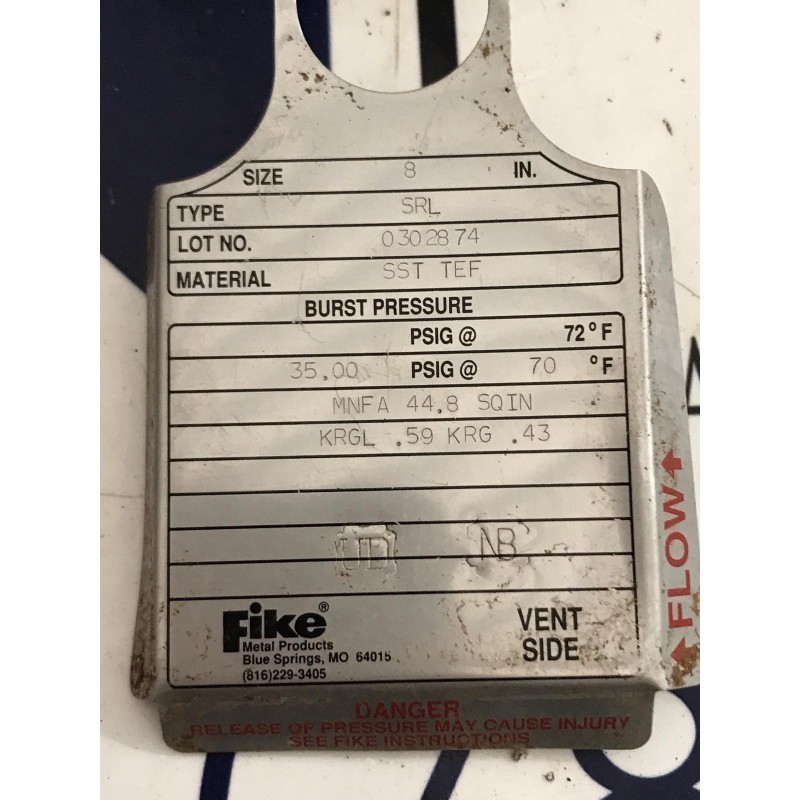 SIZE 8 IN.
TYPE SRL
LOT NO. 0302874
MATERIAL SST TEF
BURST PRESSURE
PSIG @ 72°F
35.00 PSIG @ 70 °F
MNFA 44.8 SQIN
KRGL .59 KRG .43
UD NB
Fike®
Metal Products
Blue Springs, MO 64015
(816)229-3405
VENT
SIDE
FLOW
DANGER
RELEASE OF PRESSURE MAY CAUSE INJURY
SEE FIKE INSTRUCTIONS